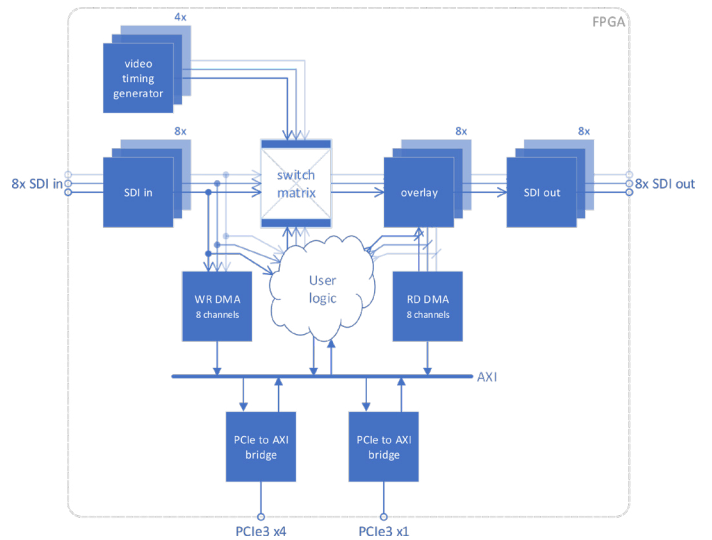 4x
FPGA
video
timing
generator
8x
8x
8x
8x SDI in
SDI in
switch
matrix
overlay
SDI out
8x SDI out
WR DMA
8 channels
User
logic
RD DMA
8 channels
AXI
PCIe to AXI
bridge
PCIe to AXI
bridge
PCIe3 x4
PCIe3 x1